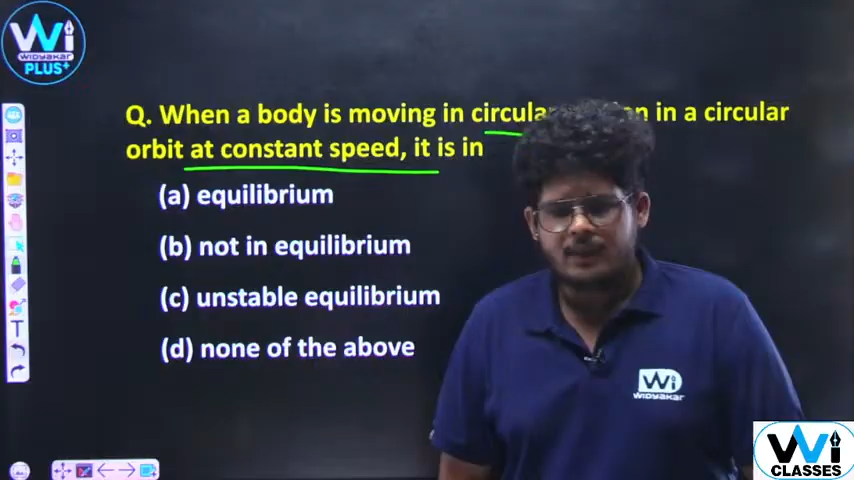 Wi
WIDYAKAR
PLUS+
Q. When a body is moving in circula n in a circular
orbit at constant speed, it is in
(a) equilibrium
(b) not in equilibrium
(c) unstable equilibrium
(d) none of the above
T
Wi
WIDYAKAR
Wi
CLASSES